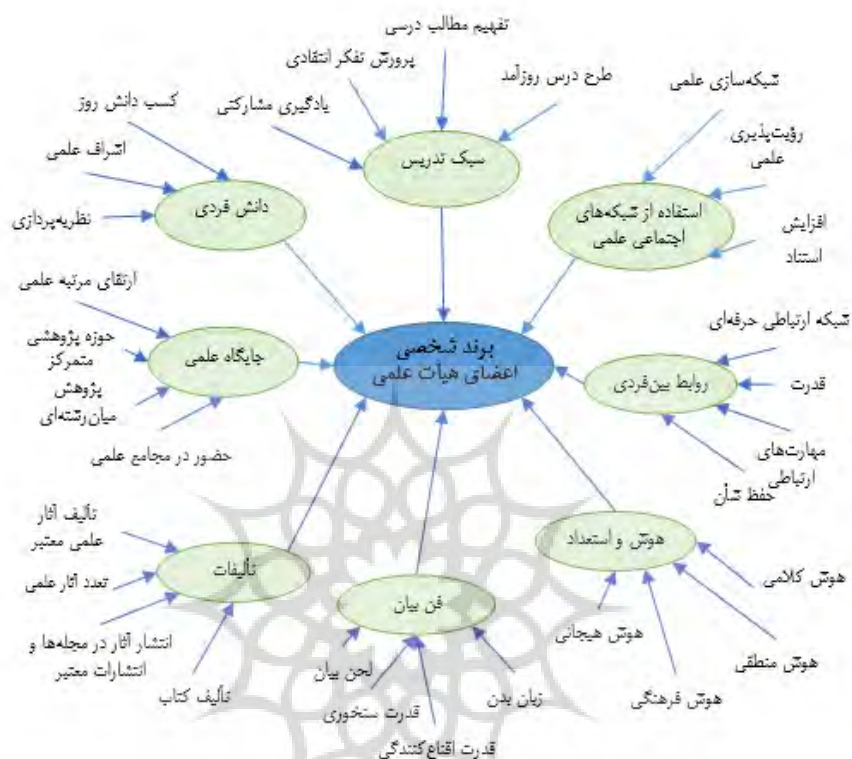 تفهیم مطالب درسی
پرورش تفکر انتقادی
طرح درس روزآمد
یادگیری مشارکتی
سبک تدریس
شبکه‌سازی علمی
رؤیت‌پذیری
علمی
افزایش
استناد
استفاده از شبکه‌های
اجتماعی علمی
کسب دانش روز
اشراف علمی
نظریه‌پردازی
دانش فردی
برند شخصی
اعضای هیأت علمی
ارتقای مرتبه علمی
حوزه پژوهشی
متمرکز
پژوهش
میان‌رشته‌ای
حضور در مجامع علمی
جایگاه علمی
شبکه ارتباطی حرفه‌ای
قدرت
مهارت‌های
ارتباطی
حفظ شأن
روابط بین‌فردی
هوش و استعداد
هوش کلامی
هوش منطقی
هوش فرهنگی
هوش هیجانی
فن بیان
زبان بدن
قدرت اقناع‌کنندگی
قدرت سخنوری
لحن بیان
تألیفات
تألیف آثار
علمی معتبر
تعدد آثار علمی
انتشار آثار در مجله‌ها و
انتشارات معتبر
تألیف کتاب